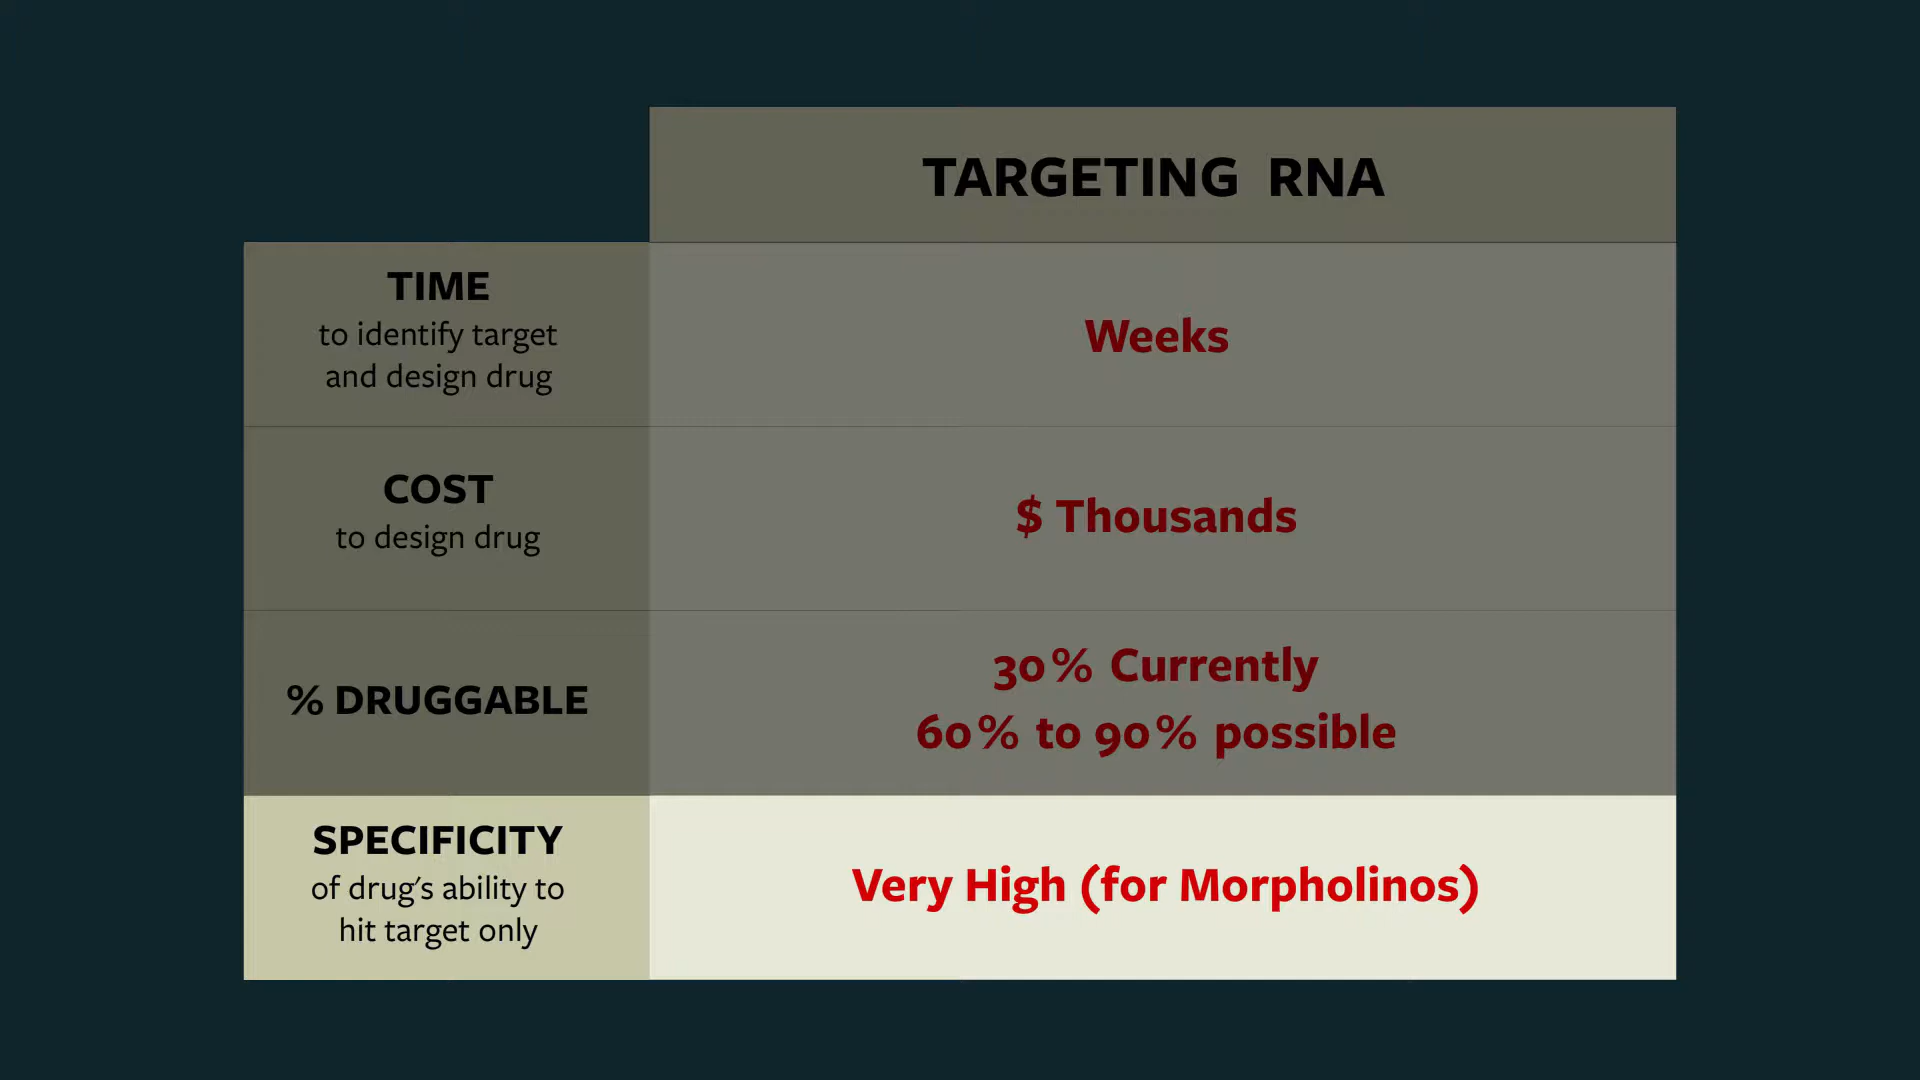 TARGETING RNA
TIME
to identify target
and design drug
Weeks
COST
to design drug
$ Thousands
% DRUGGABLE
30% Currently
60% to 90% possible
SPECIFICITY
of drug's ability to
hit target only
Very High (for Morpholinos)